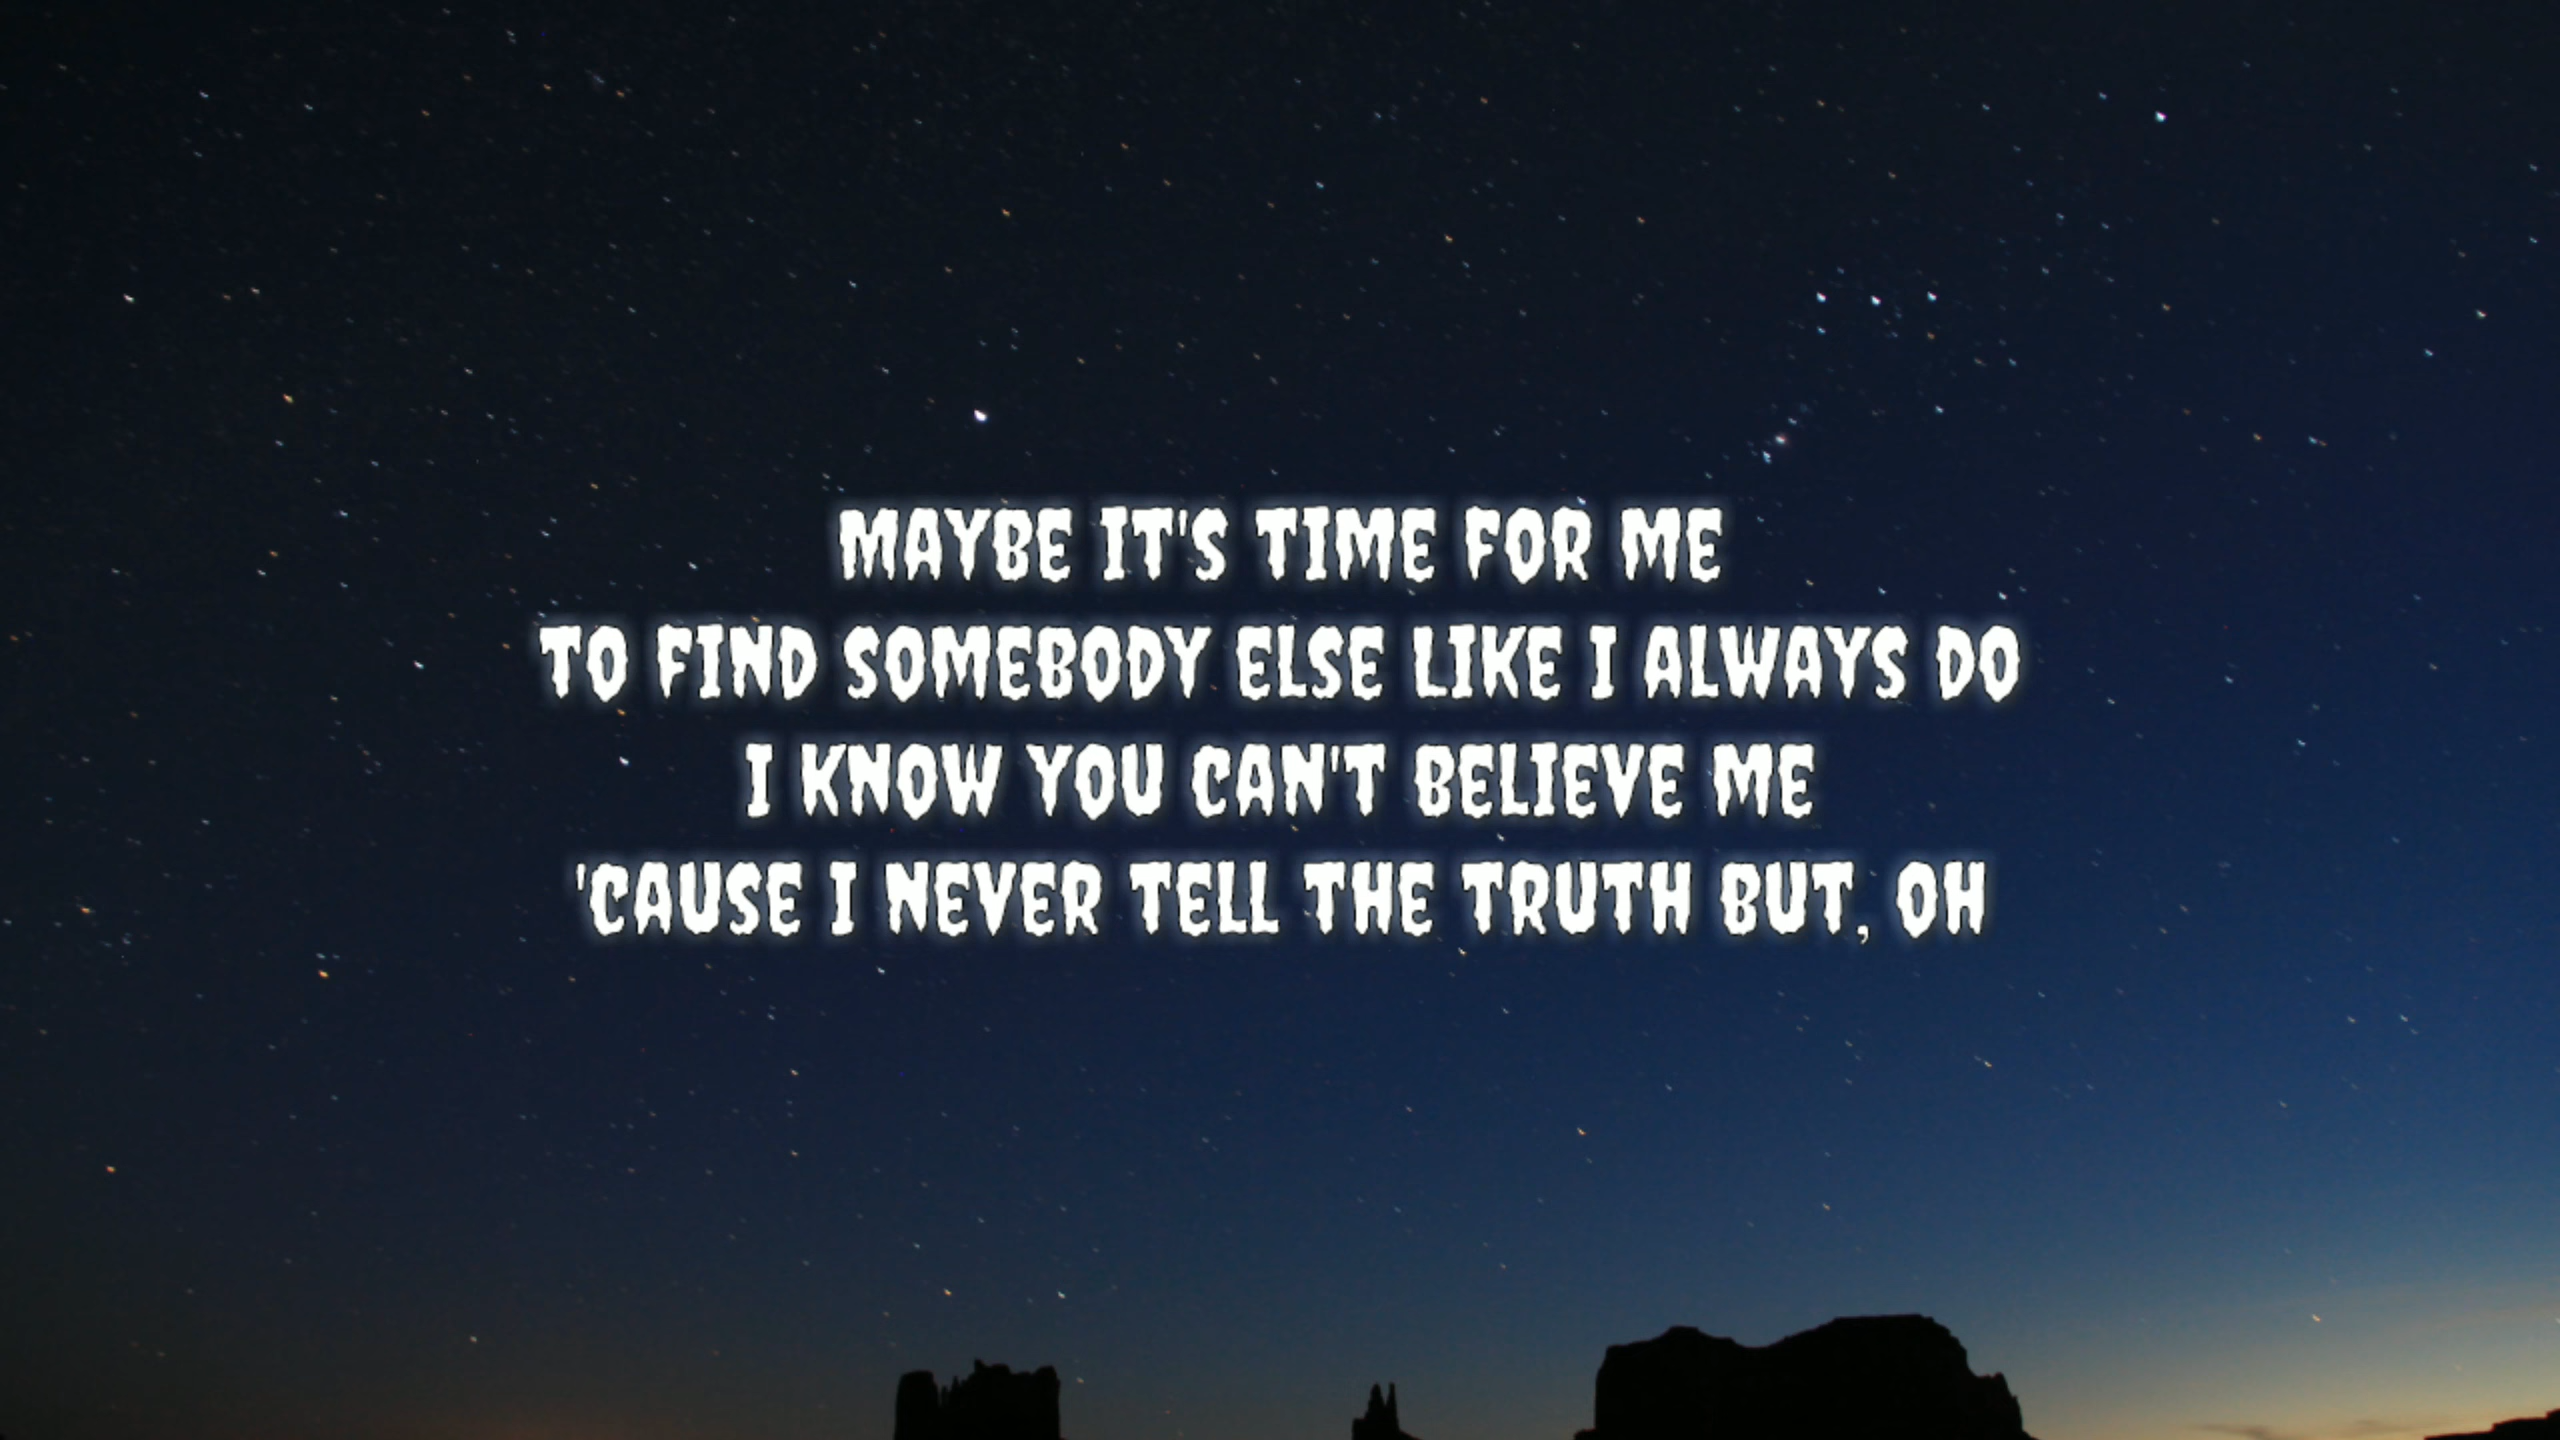 MAYBE IT'S TIME FOR ME
TO FIND SOMEBODY ELSE LIKE I ALWAYS DO
I KNOW YOU CAN'T BELIEVE ME
'CAUSE I NEVER TELL THE TRUTH BUT, OH